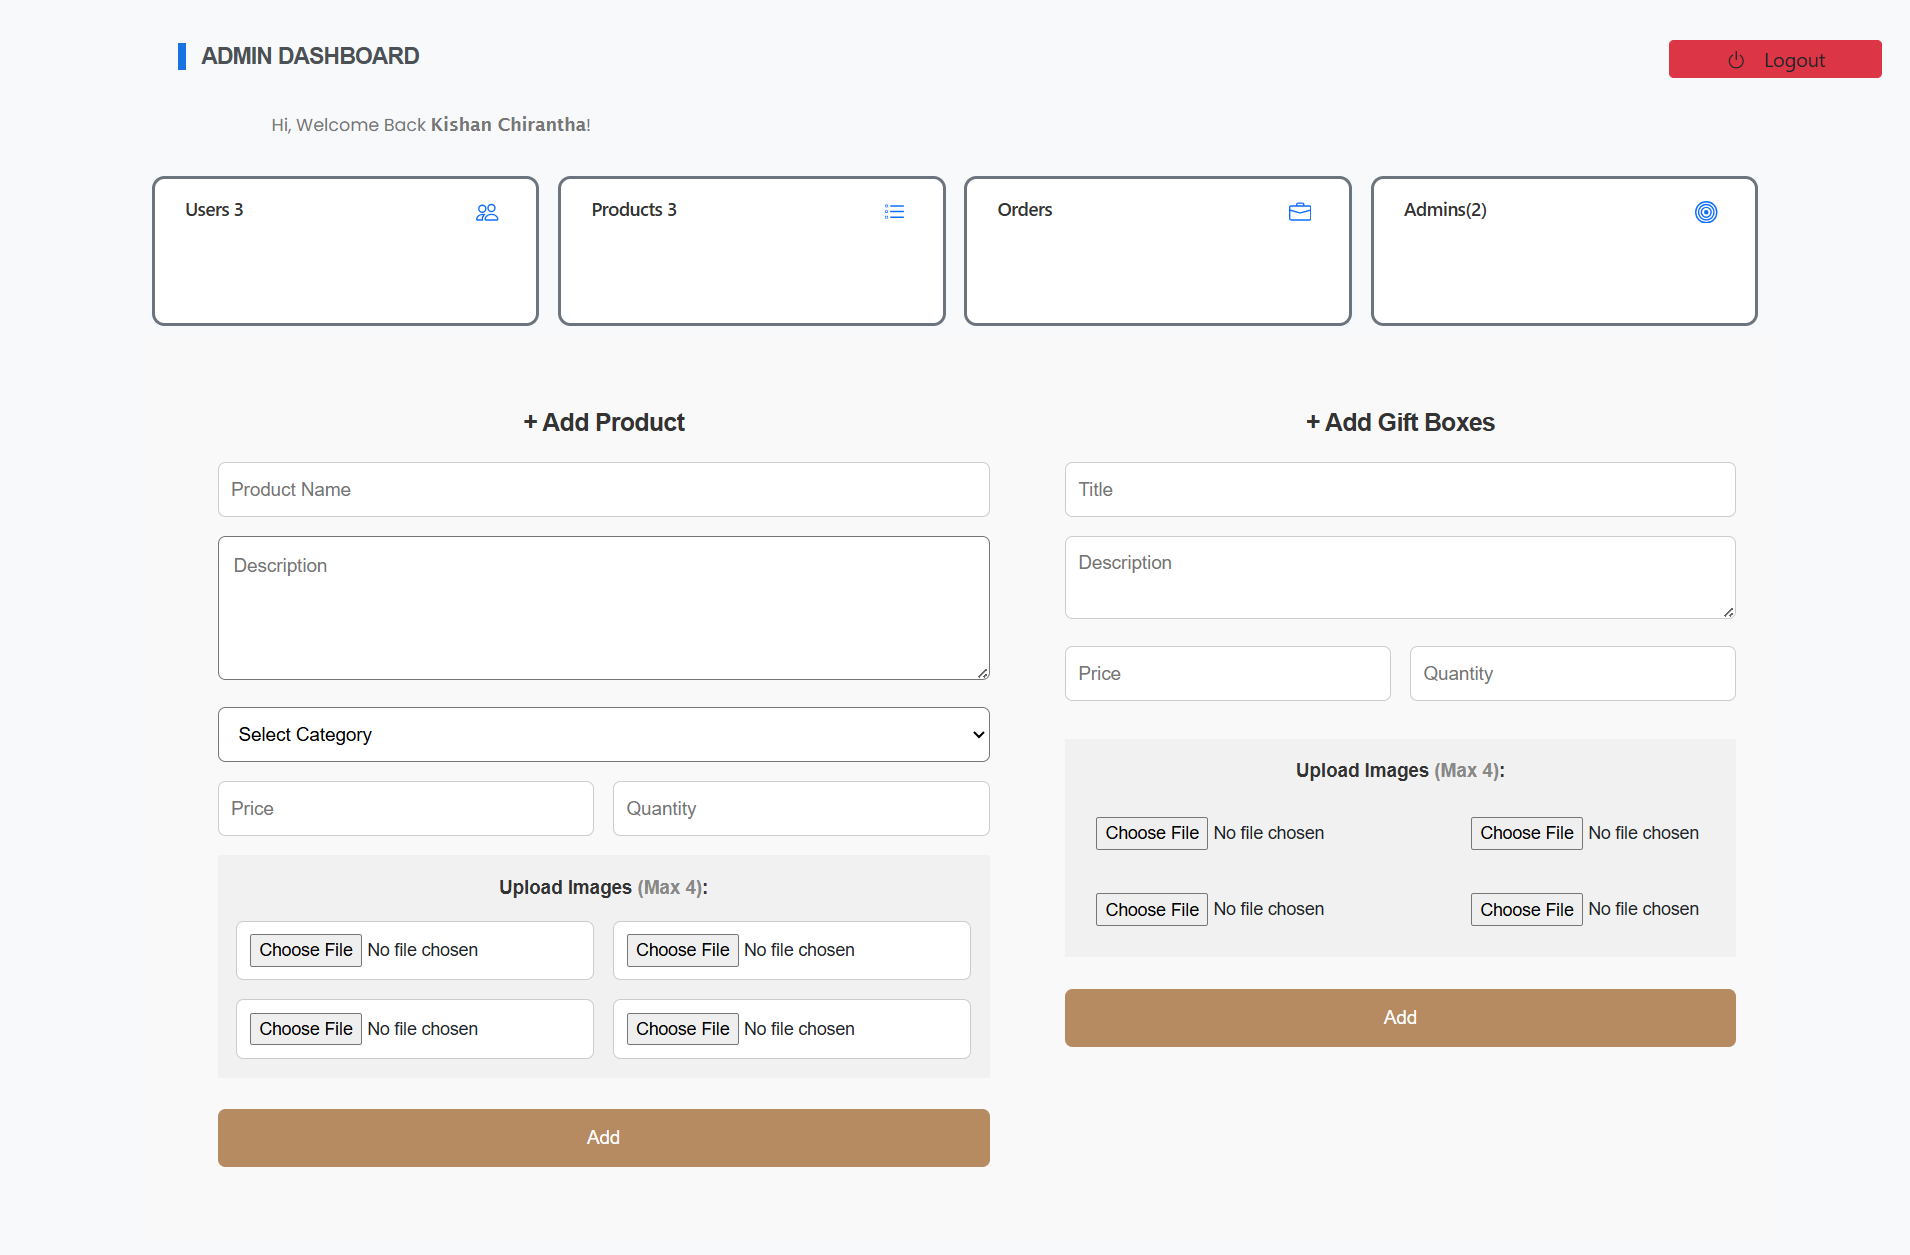 ADMIN DASHBOARD
Logout
Hi, Welcome Back Kishan Chirantha!
Users 3
Products 3
Orders
Admins(2)
+ Add Product
Product Name
Description
Select Category
Price
Quantity
Upload Images (Max 4):
Choose File No file chosen
Choose File No file chosen
Choose File No file chosen
Choose File No file chosen
Add
+ Add Gift Boxes
Title
Description
Price
Quantity
Upload Images (Max 4):
Choose File No file chosen
Choose File No file chosen
Choose File No file chosen
Choose File No file chosen
Add